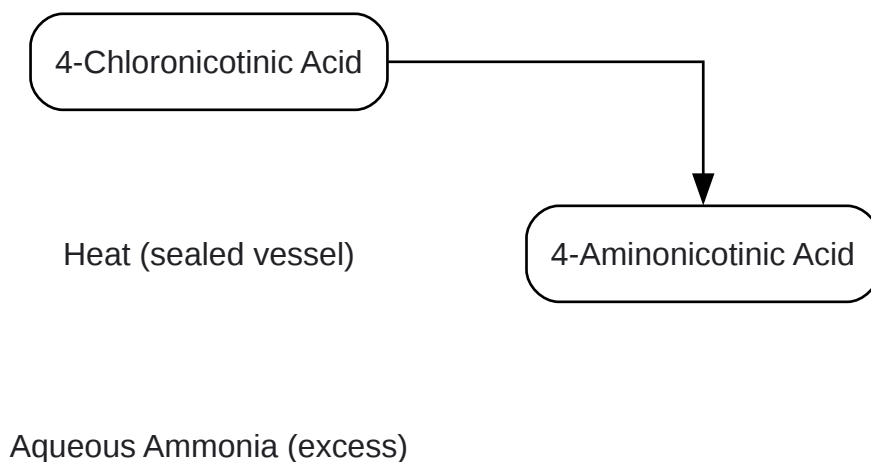 4-Chloronicotinic Acid
Heat (sealed vessel)
4-Aminonicotinic Acid
Aqueous Ammonia (excess)